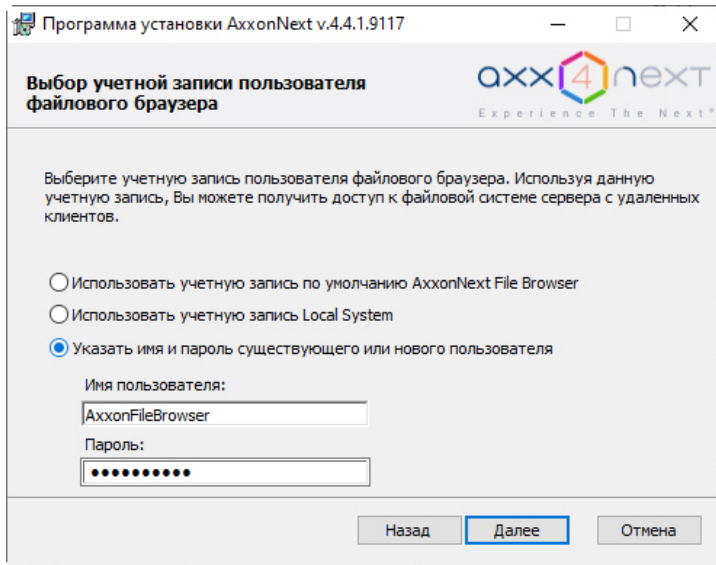 Программа установки AxxonNext v.4.4.1.9117
Выбор учетной записи пользователя
файлового браузера
axx4next
Experience The Next®
Выберите учетную запись пользователя файлового браузера. Используя данную
учетную запись, Вы можете получить доступ к файловой системе сервера с удаленных
клиентов.
Использовать учетную запись по умолчанию AxxonNext File Browser
Использовать учетную запись Local System
Указать имя и пароль существующего или нового пользователя
Имя пользователя:
AxxonFileBrowser
Пароль:
●●●●●●●●●●
Назад Далее Отмена